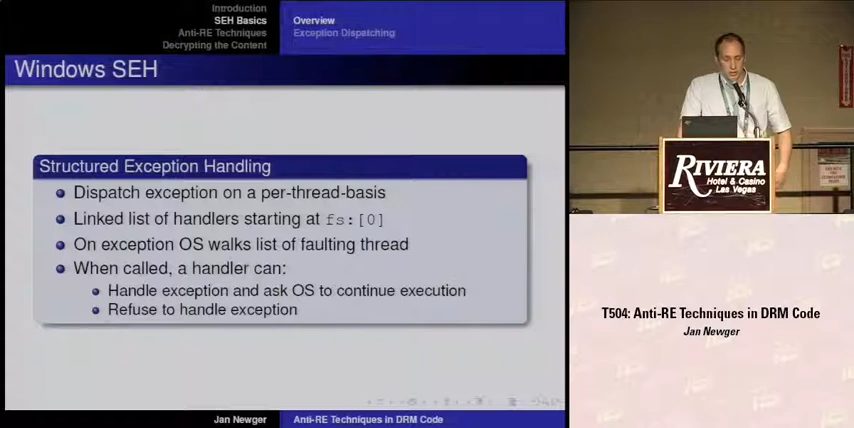 Introduction
SEH Basics
Anti-RE Techniques
Decrypting the Content
Overview
Exception Dispatching
Windows SEH
Structured Exception Handling
Dispatch exception on a per-thread-basis
Linked list of handlers starting at fs:[0]
On exception OS walks list of faulting thread
When called, a handler can:
Handle exception and ask OS to continue execution
Refuse to handle exception
Jan Newger
Anti-RE Techniques in DRM Code
RIVIERA
Hotel & Casino
Las Vegas
T504: Anti-RE Techniques in DRM Code
Jan Newger